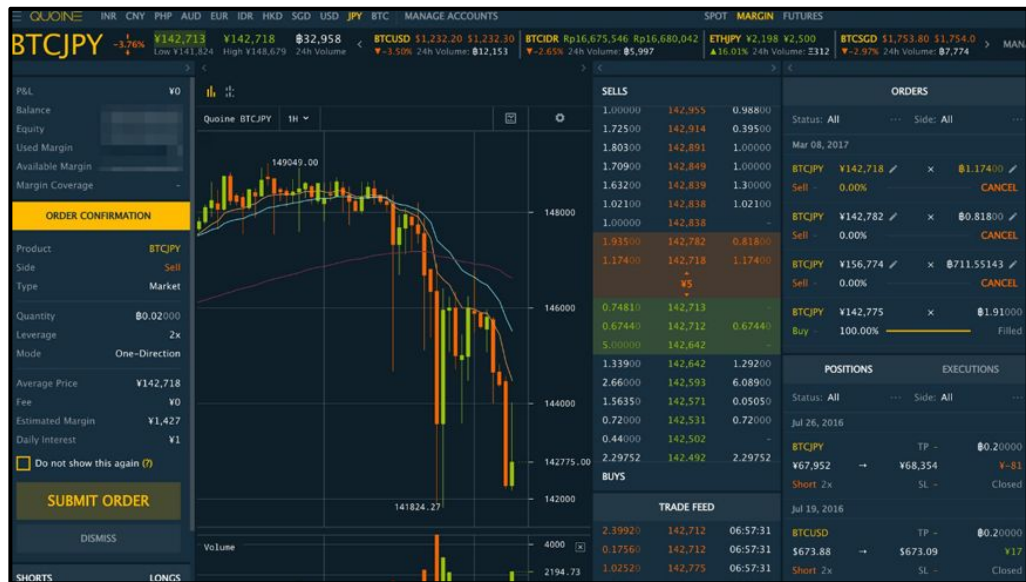 QUOINE INR CNY PHP AUD EUR IDR HKD SGD USD JPY BTC MANAGE ACCOUNTS SPOT MARGIN FUTURES
BTCJPY -3.76% ¥142,713 ¥142,718 ฿32,958 BTCUSD $1,232.20 $1,232.30 BTCIDR Rp16,675,546 Rp16,680,042 ETHJPY ¥2,198 ¥2,500 BTCSGD $1,753.80 $1,754.0
Low ¥141,824 High ¥148,679 24h Volume ▼-3.50% 24h Volume: ฿12,153 ▼-2.65% 24h Volume: ฿5,997 ▲16.01% 24h Volume: Ξ312 ▼-2.97% 24h Volume: ฿7,774 MAN
P&L ¥0
Balance
Equity
Used Margin
Available Margin
Margin Coverage -
ORDER CONFIRMATION
Product BTCJPY
Side Sell
Type Market
Quantity ฿0.02000
Leverage 2x
Mode One-Direction
Average Price ¥142,718
Fee ¥0
Estimated Margin ¥1,427
Daily Interest ¥1
Do not show this again (?)
SUBMIT ORDER
DISMISS
SHORTS LONGS
Quoine BTCJPY 1H
149049.00
148000
146000
144000
142775.00
142000
141824.27
Volume
4000
2194.73
SELLS
1.00000 142,955 0.98800
1.72500 142,914 0.39500
1.80300 142,891 1.00000
1.70900 142,849 1.00000
1.63200 142,839 1.30000
1.02100 142,838 1.02100
1.00000 142,838 -
1.93500 142,782 0.81800
1.17400 142,718 1.17400
¥5
0.74810 142,713 -
0.67440 142,712 0.67440
5.00000 142,642 -
1.33900 142,642 1.29200
2.66000 142,593 6.08900
1.56350 142,571 0.05050
0.72000 142,531 0.72000
0.44000 142,502 -
2.29752 142,492 2.29752
BUYS
TRADE FEED
2.39920 142,712 06:57:31
0.17560 142,712 06:57:31
1.02520 142,775 06:57:31
ORDERS
Status: All ... Side: All ...
Mar 08, 2017
BTCJPY ¥142,718 × ฿1.17400
Sell - 0.00% CANCEL
BTCJPY ¥142,782 × ฿0.81800
Sell - 0.00% CANCEL
BTCJPY ¥156,774 × ฿711.55143
Sell - 0.00% CANCEL
BTCJPY ¥142,775 × ฿1.91000
Buy - 100.00% Filled
POSITIONS EXECUTIONS
Status: All ... Side: All ...
Jul 26, 2016
BTCJPY TP - ฿0.20000
¥67,952 → ¥68,354 ¥-81
Short 2x SL - Closed
Jul 19, 2016
BTCUSD TP - ฿0.20000
$673.88 → $673.09 ¥17
Short 2x SL - Closed